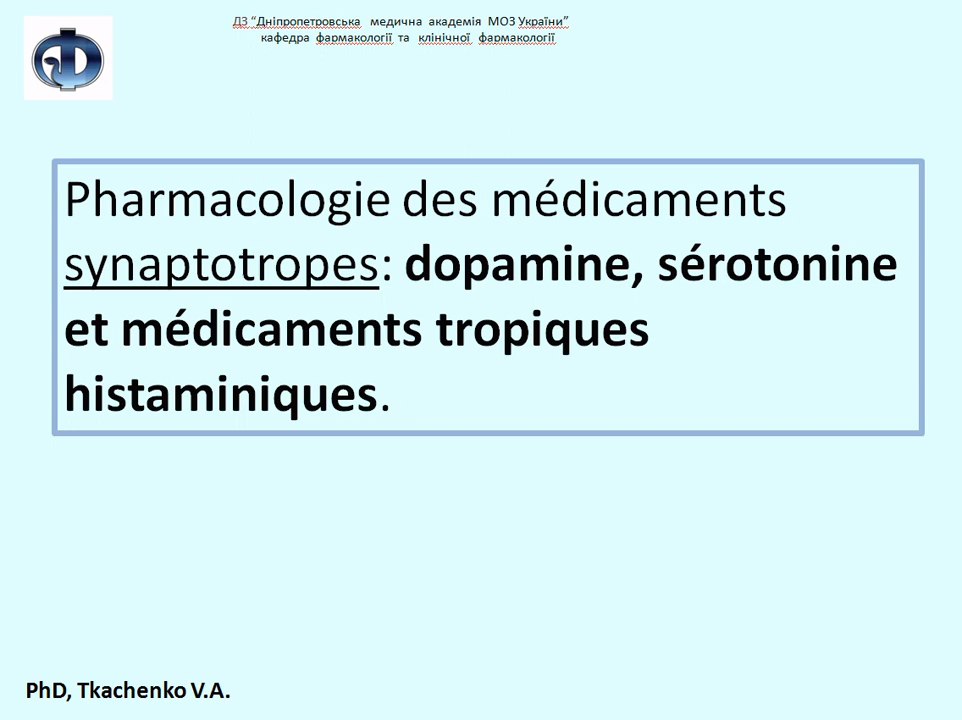 ДЗ “Дніпропетровська медична академія МОЗ України”
кафедра фармакології та клінічної фармакології
Pharmacologie des médicaments
synaptotropes: dopamine, sérotonine
et médicaments tropiques
histaminiques.
PhD, Tkachenko V.A.